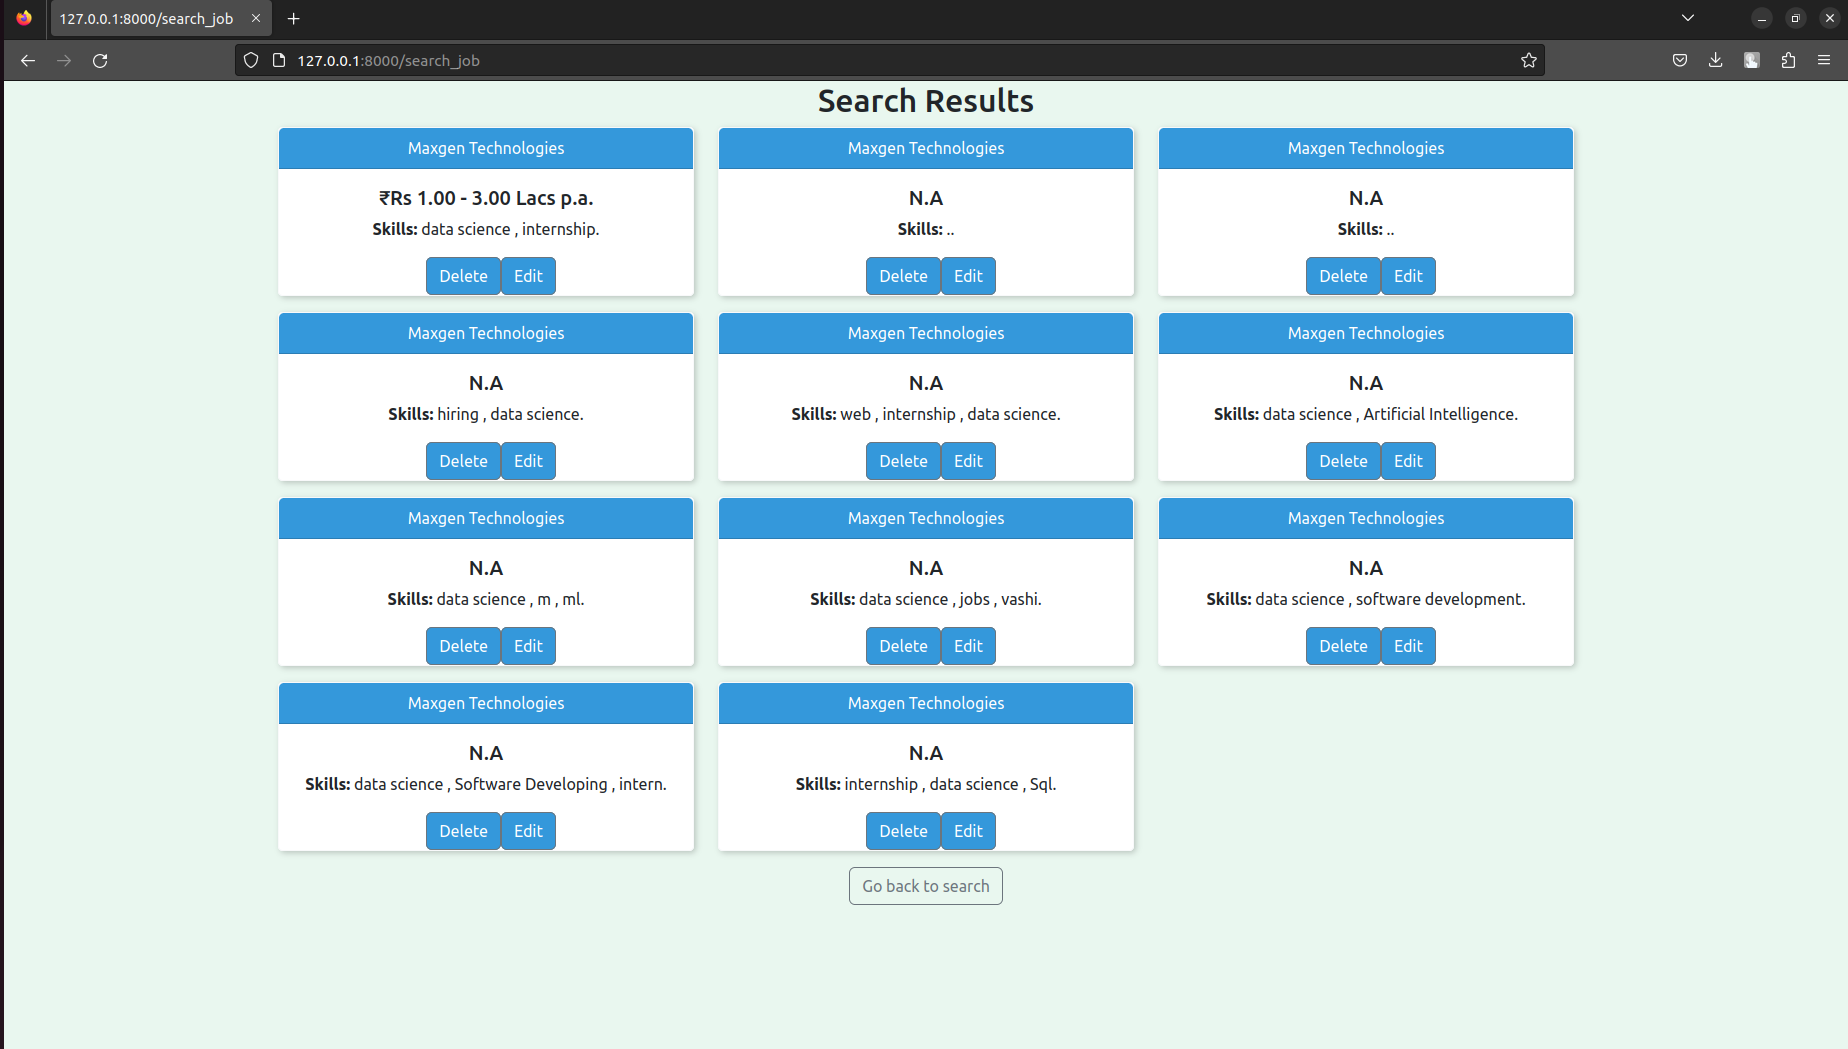 127.0.0.1:8000/search_job
127.0.0.1:8000/search_job
Search Results
Maxgen Technologies
₹Rs 1.00 - 3.00 Lacs p.a.
Skills: data science , internship.
Delete Edit
Maxgen Technologies
N.A
Skills: ..
Delete Edit
Maxgen Technologies
N.A
Skills: ..
Delete Edit
Maxgen Technologies
N.A
Skills: hiring , data science.
Delete Edit
Maxgen Technologies
N.A
Skills: web , internship , data science.
Delete Edit
Maxgen Technologies
N.A
Skills: data science , Artificial Intelligence.
Delete Edit
Maxgen Technologies
N.A
Skills: data science , m , ml.
Delete Edit
Maxgen Technologies
N.A
Skills: data science , jobs , vashi.
Delete Edit
Maxgen Technologies
N.A
Skills: data science , software development.
Delete Edit
Maxgen Technologies
N.A
Skills: data science , Software Developing , intern.
Delete Edit
Maxgen Technologies
N.A
Skills: internship , data science , Sql.
Delete Edit
Go back to search